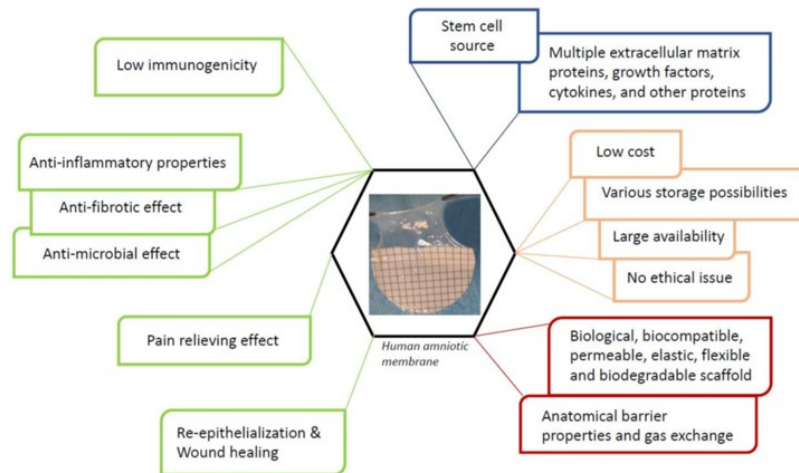 Low immunogenicity
Anti-inflammatory properties
Anti-fibrotic effect
Anti-microbial effect
Pain relieving effect
Re-epithelialization &
Wound healing
Human amniotic
membrane
Stem cell
source
Multiple extracellular matrix
proteins, growth factors,
cytokines, and other proteins
Low cost
Various storage possibilities
Large availability
No ethical issue
Biological, biocompatible,
permeable, elastic, flexible
and biodegradable scaffold
Anatomical barrier
properties and gas exchange